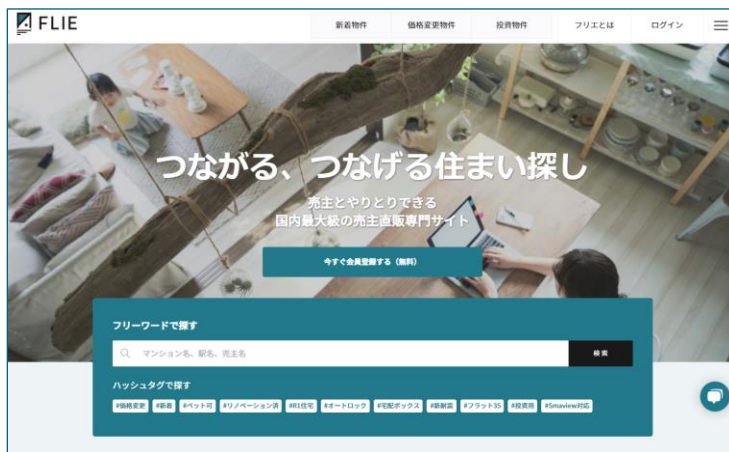 FLIE
新着物件 価格変更物件 投資物件 フリエとは ログイン
つながる、つなげる住まい探し
売主とやりとりできる
国内最大級の売主直販専門サイト
今すぐ会員登録する（無料）
フリーワードで探す
マンション名、駅名、売主名
検索
ハッシュタグで探す
#価格変更 #新着 #ペット可 #リノベーション済 #R1住宅 #オートロック #宅配ボックス #新耐震 #フラット35 #投資用 #Smaview対応